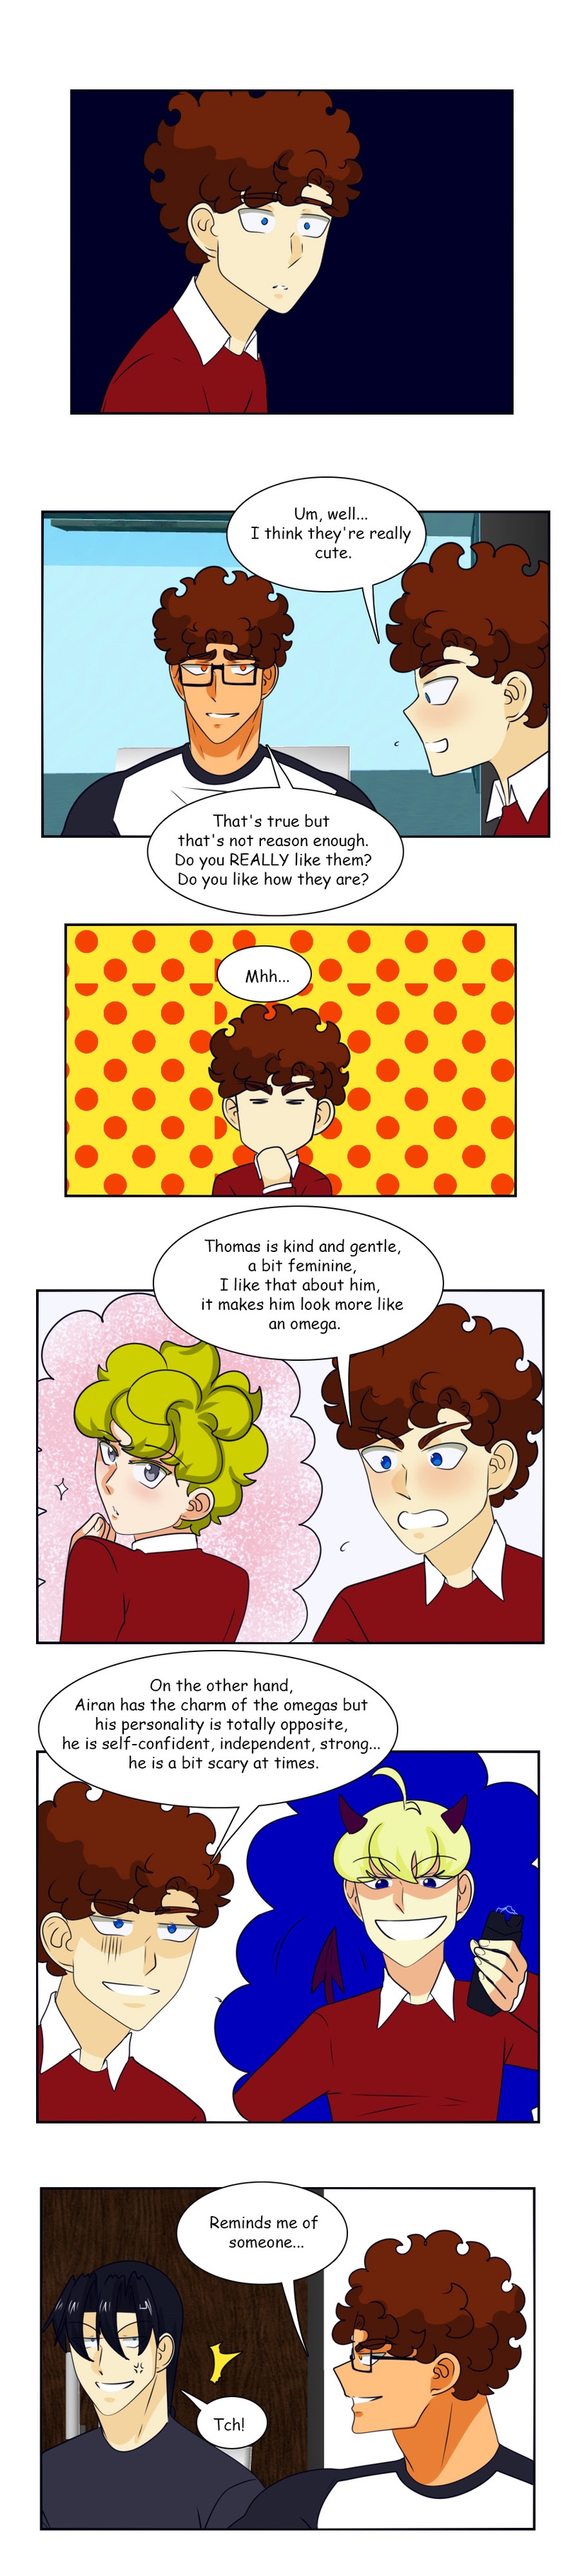 Um, well...
I think they're really
cute.
That's true but
that's not reason enough.
Do you REALLY like them?
Do you like how they are?
Mhh...
Thomas is kind and gentle,
a bit feminine,
I like that about him,
it makes him look more like
an omega.
On the other hand,
Airan has the charm of the omegas but
his personality is totally opposite,
he is self-confident, independent, strong...
he is a bit scary at times.
Reminds me of
someone...
Tch!